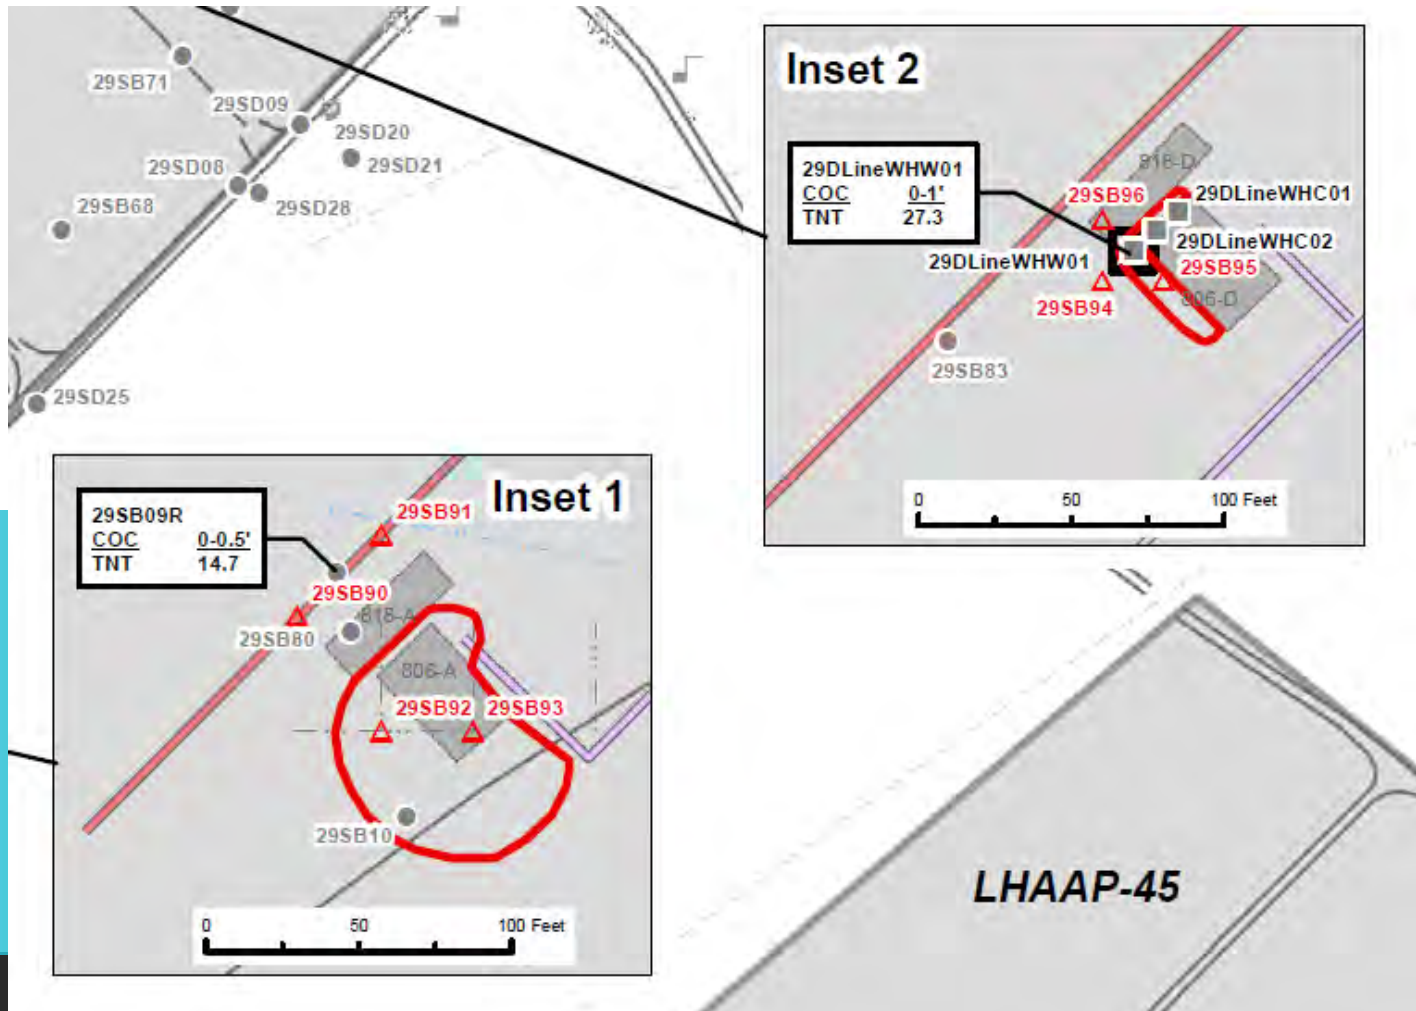 29SB71
29SD09
29SD20
29SD21
29SD08
29SD28
29SB68
29SD25
Inset 2
29DLineWHW01
COC 0-1'
TNT 27.3
818-D
29SB96
29DLineWHC01
29DLineWHC02
29DLineWHW01
29SB95
29SB94
806-D
29SB83
0 50 100 Feet
Inset 1
29SB09R
COC 0-0.5'
TNT 14.7
29SB91
29SB90
818-A
29SB80
806-A
29SB92
29SB93
29SB10
0 50 100 Feet
LHAAP-45